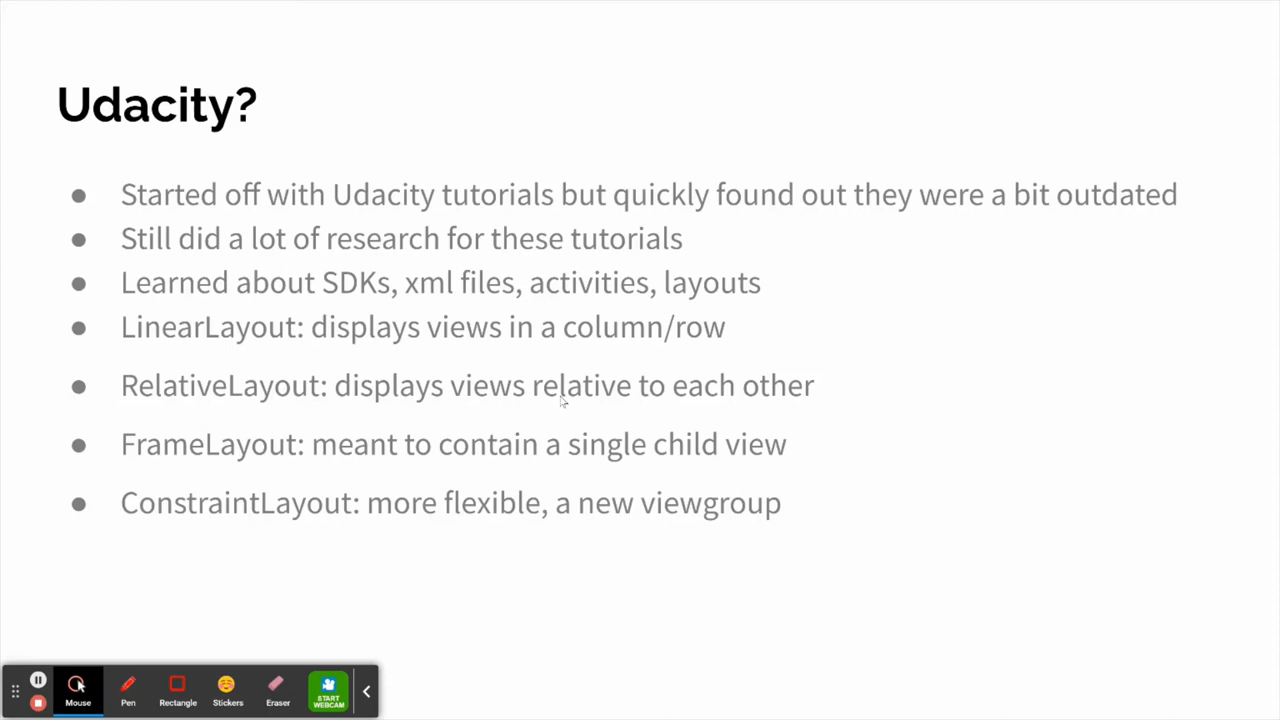 Udacity?
● Started off with Udacity tutorials but quickly found out they were a bit outdated
● Still did a lot of research for these tutorials
● Learned about SDKs, xml files, activities, layouts
● LinearLayout: displays views in a column/row
● RelativeLayout: displays views relative to each other
● FrameLayout: meant to contain a single child view
● ConstraintLayout: more flexible, a new viewgroup
Mouse Pen Rectangle Stickers Eraser START WEBCAM